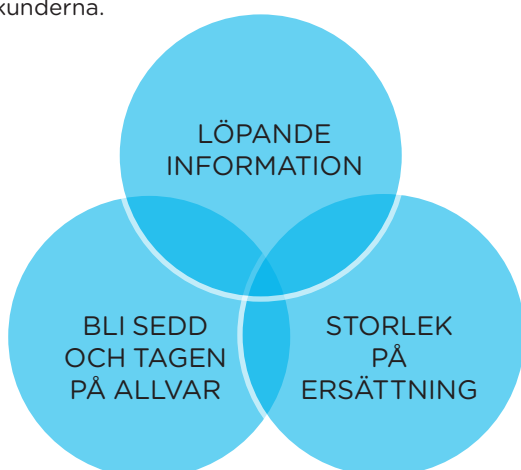 kunderna.
LÖPANDE
INFORMATION
BLI SEDD
OCH TAGEN
PÅ ALLVAR
STORLEK
PÅ
ERSÄTTNING